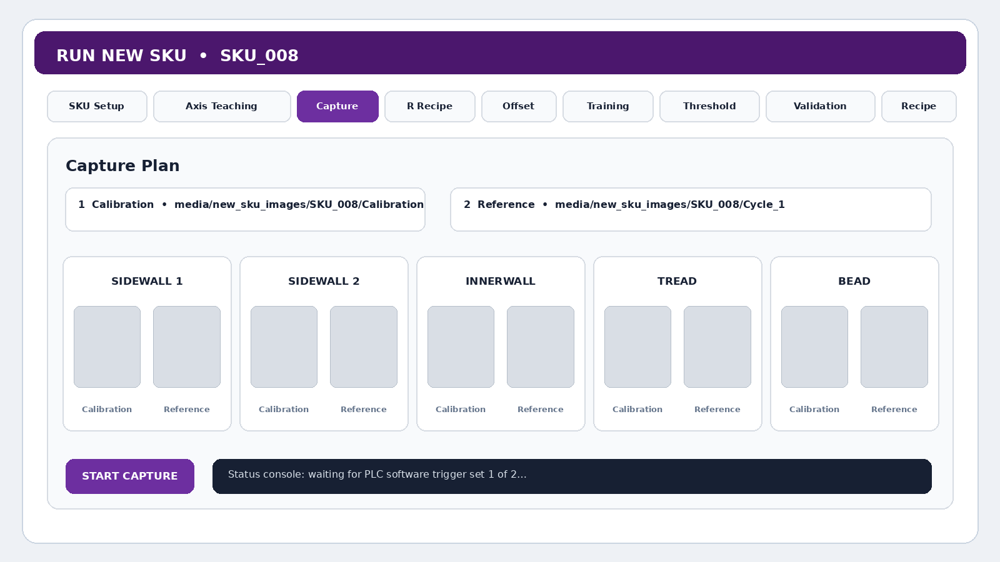 RUN NEW SKU • SKU_008
SKU Setup
Axis Teaching
Capture
R Recipe
Offset
Training
Threshold
Validation
Recipe
Capture Plan
1 Calibration • media/new_sku_images/SKU_008/Calibration
2 Reference • media/new_sku_images/SKU_008/Cycle_1
SIDEWALL 1
SIDEWALL 2
INNERWALL
TREAD
BEAD
Calibration
Reference
Calibration
Reference
Calibration
Reference
Calibration
Reference
Calibration
Reference
START CAPTURE
Status console: waiting for PLC software trigger set 1 of 2...